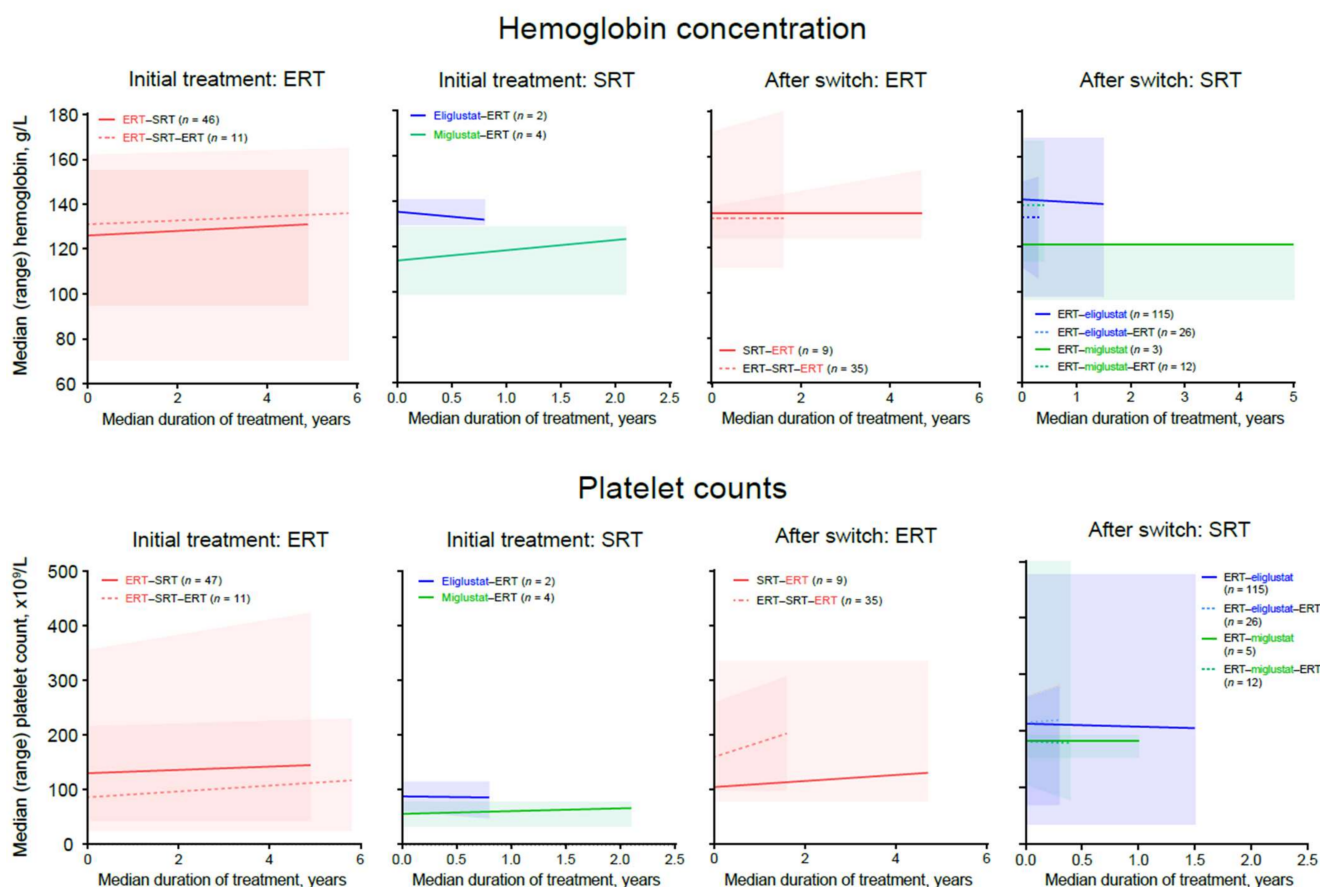 Hemoglobin concentration
Initial treatment: ERT
Initial treatment: SRT
After switch: ERT
After switch: SRT
Median (range) hemoglobin, g/L
180
160
140
120
100
80
60
ERT–SRT (n = 46)
ERT–SRT–ERT (n = 11)
0 2 4 6
Median duration of treatment, years
Eliglustat–ERT (n = 2)
Miglustat–ERT (n = 4)
0.0 0.5 1.0 1.5 2.0 2.5
Median duration of treatment, years
SRT–ERT (n = 9)
ERT–SRT–ERT (n = 35)
0 2 4 6
Median duration of treatment, years
ERT–eliglustat (n = 115)
ERT–eliglustat–ERT (n = 26)
ERT–miglustat (n = 3)
ERT–miglustat–ERT (n = 12)
0 1 2 3 4 5
Median duration of treatment, years
Platelet counts
Initial treatment: ERT
Initial treatment: SRT
After switch: ERT
After switch: SRT
Median (range) platelet count, x10⁹/L
500
400
300
200
100
0
ERT–SRT (n = 47)
ERT–SRT–ERT (n = 11)
0 2 4 6
Median duration of treatment, years
Eliglustat–ERT (n = 2)
Miglustat–ERT (n = 4)
0.0 0.5 1.0 1.5 2.0 2.5
Median duration of treatment, years
SRT–ERT (n = 9)
ERT–SRT–ERT (n = 35)
0 2 4 6
Median duration of treatment, years
ERT–eliglustat
(n = 115)
ERT–eliglustat–ERT
(n = 26)
ERT–miglustat
(n = 5)
ERT–miglustat–ERT
(n = 12)
0.0 0.5 1.0 1.5 2.0 2.5
Median duration of treatment, years